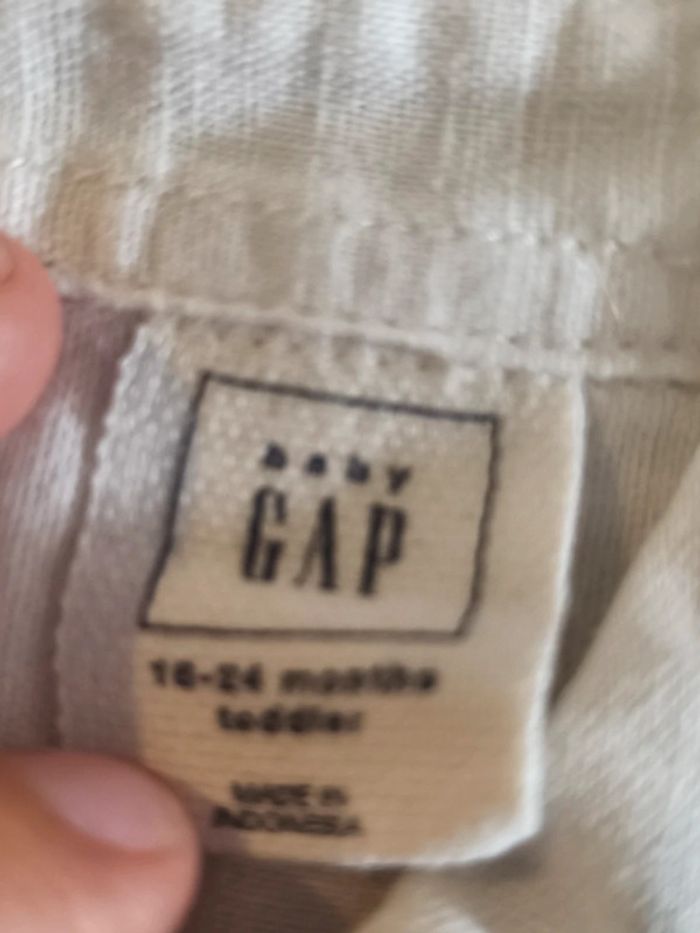 baby
GAP
18-24 months
toddler
MADE IN
INDONESIA